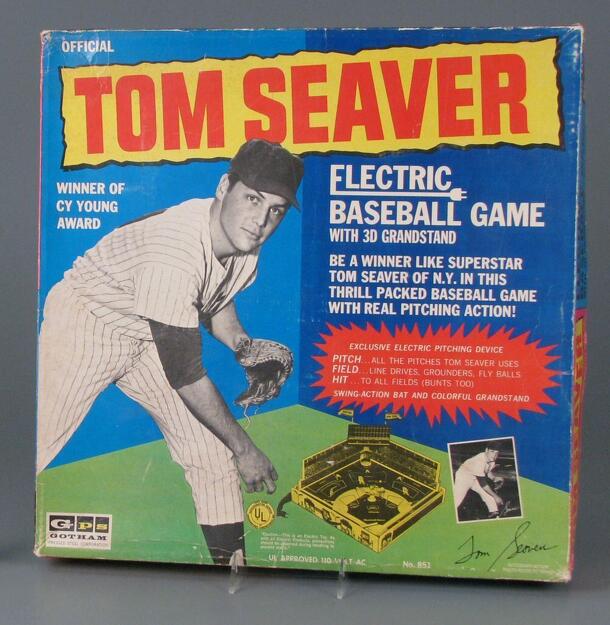 OFFICIAL
TOM SEAVER
WINNER OF
CY YOUNG
AWARD
ELECTRIC
BASEBALL GAME
WITH 3D GRANDSTAND
BE A WINNER LIKE SUPERSTAR
TOM SEAVER OF N.Y. IN THIS
THRILL PACKED BASEBALL GAME
WITH REAL PITCHING ACTION!
EXCLUSIVE ELECTRIC PITCHING DEVICE
PITCH...ALL THE PITCHES TOM SEAVER USES
FIELD...LINE DRIVES, GROUNDERS, FLY BALLS
HIT...TO ALL FIELDS (BUNTS TOO)
SWING-ACTION BAT AND COLORFUL GRANDSTAND
UL
GPS
GOTHAM
PRESSED STEEL CORPORATION
UL APPROVED 110 VOLT AC
No. 851
Tom Seaver